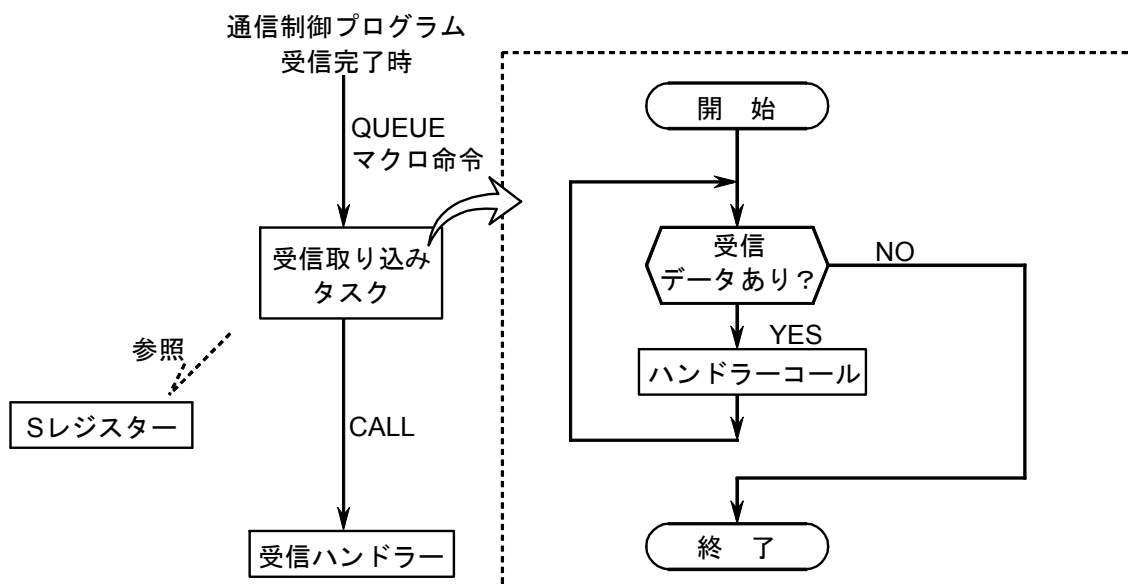 通信制御プログラム
受信完了時
QUEUE
マクロ命令
受信取り込み
タスク
参照
Sレジスター
CALL
受信ハンドラー
開　始
受信
データあり？
NO
YES
ハンドラーコール
終　了